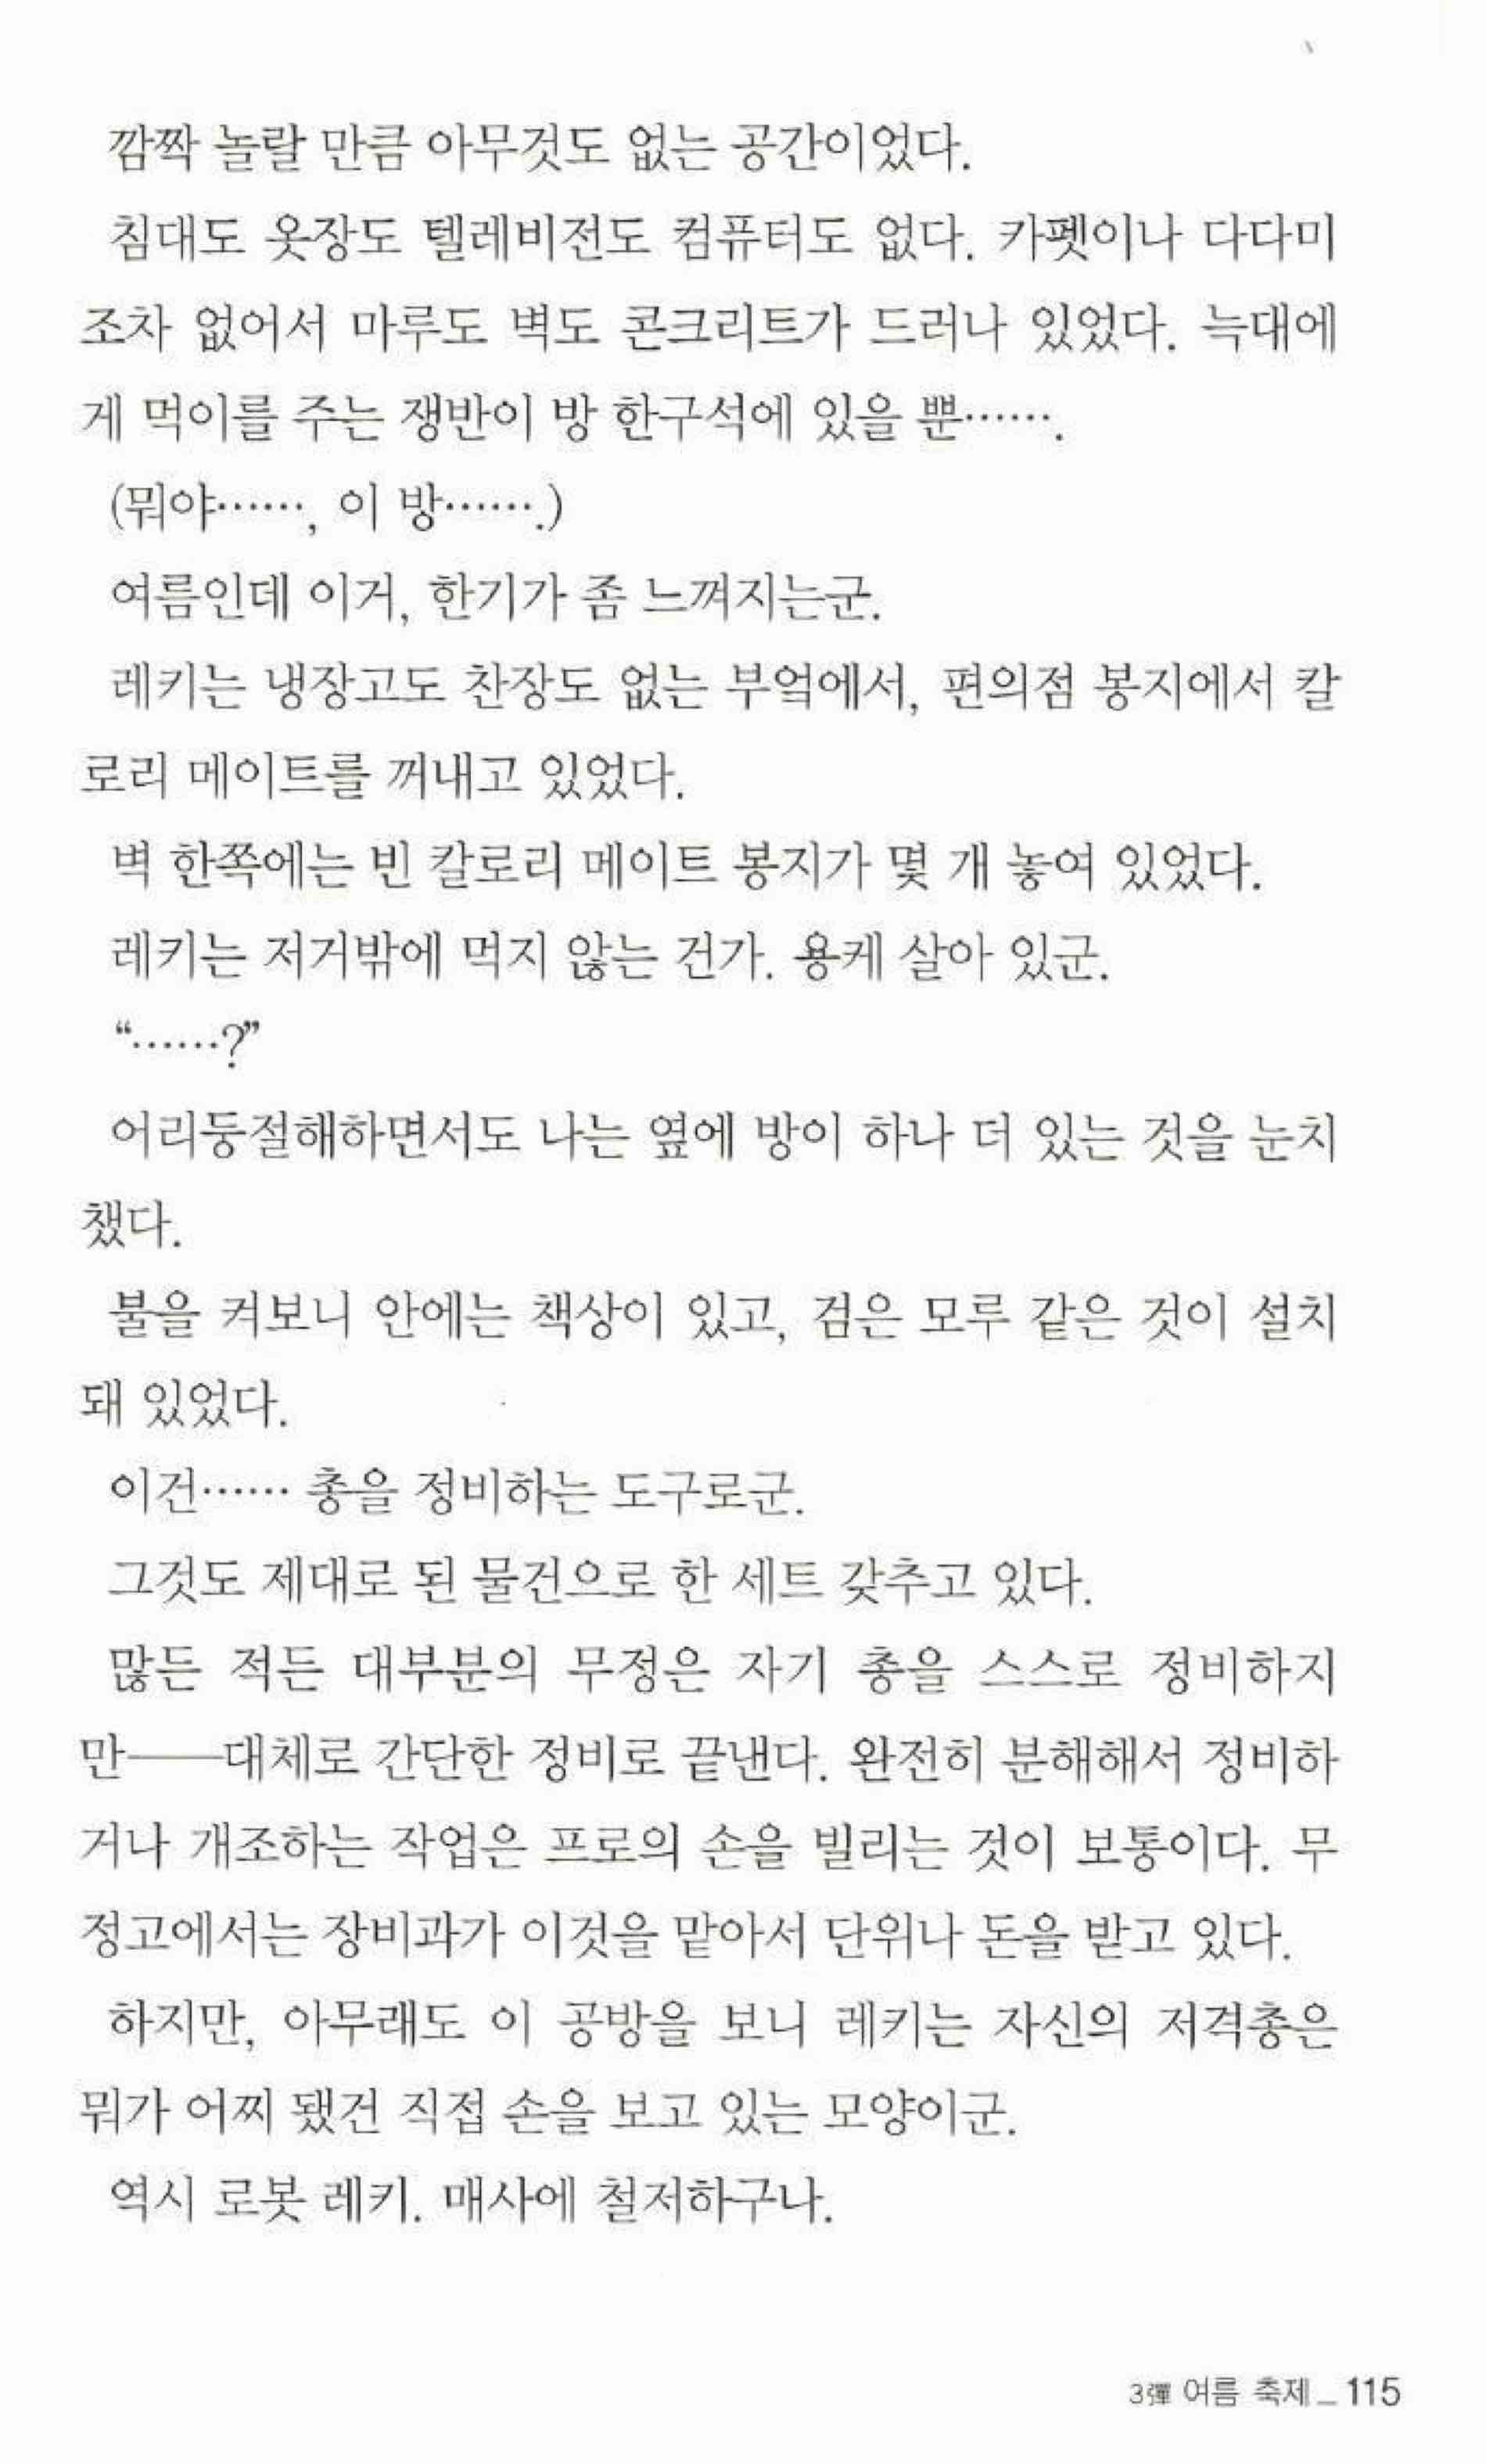 깜짝 놀랄 만큼 아무것도 없는 공간이었다.
침대도 옷장도 텔레비전도 컴퓨터도 없다. 카펫이나 다다미
조차 없어서 마루도 벽도 콘크리트가 드러나 있었다. 늑대에
게 먹이를 주는 쟁반이 방 한구석에 있을 뿐…….
(뭐야……, 이 방…….)
여름인데 이거, 한기가 좀 느껴지는군.
레키는 냉장고도 찬장도 없는 부엌에서, 편의점 봉지에서 칼
로리 메이트를 꺼내고 있었다.
벽 한쪽에는 빈 칼로리 메이트 봉지가 몇 개 놓여 있었다.
레키는 저거밖에 먹지 않는 건가. 용케 살아 있군.
“……?”
어리둥절해하면서도 나는 옆에 방이 하나 더 있는 것을 눈치
챘다.
불을 켜보니 안에는 책상이 있고, 검은 모루 같은 것이 설치
돼 있었다.
이건…… 총을 정비하는 도구로군.
그것도 제대로 된 물건으로 한 세트 갖추고 있다.
많든 적든 대부분의 무정은 자기 총을 스스로 정비하지
만──대체로 간단한 정비로 끝낸다. 완전히 분해해서 정비하
거나 개조하는 작업은 프로의 손을 빌리는 것이 보통이다. 무
정고에서는 장비과가 이것을 맡아서 단위나 돈을 받고 있다.
하지만, 아무래도 이 공방을 보니 레키는 자신의 저격총은
뭐가 어찌 됐건 직접 손을 보고 있는 모양이군.
역시 로봇 레키. 매사에 철저하구나.
3彈 여름 축제_115